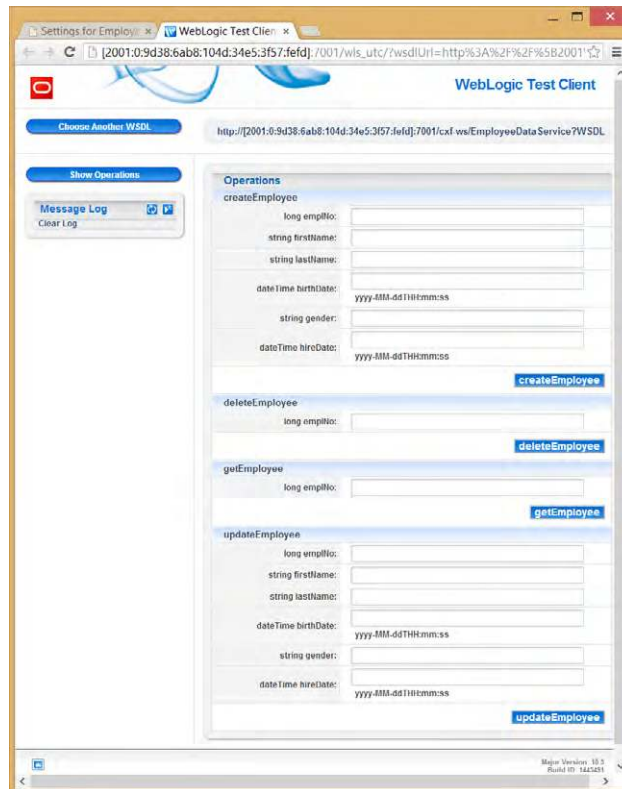 Settings for Employ
WebLogic Test Clien
[2001:0:9d38:6ab8:104d:34e5:3f57:fefd]:7001/wls_utc/?wsdlUrl=http%3A%2F%2F%5B2001
WebLogic Test Client
Choose Another WSDL
http://[2001:0:9d38:6ab8:104d:34e5:3f57:fefd]:7001/cxf-ws/EmployeeDataService?WSDL
Show Operations
Message Log
Clear Log
Operations
createEmployee
long emplNo:
string firstName:
string lastName:
dateTime birthDate:
yyyy-MM-ddTHH:mm:ss
string gender:
dateTime hireDate:
yyyy-MM-ddTHH:mm:ss
createEmployee
deleteEmployee
long emplNo:
deleteEmployee
getEmployee
long emplNo:
getEmployee
updateEmployee
long emplNo:
string firstName:
string lastName:
dateTime birthDate:
yyyy-MM-ddTHH:mm:ss
string gender:
dateTime hireDate:
yyyy-MM-ddTHH:mm:ss
updateEmployee
Major Version 10.3
Build ID